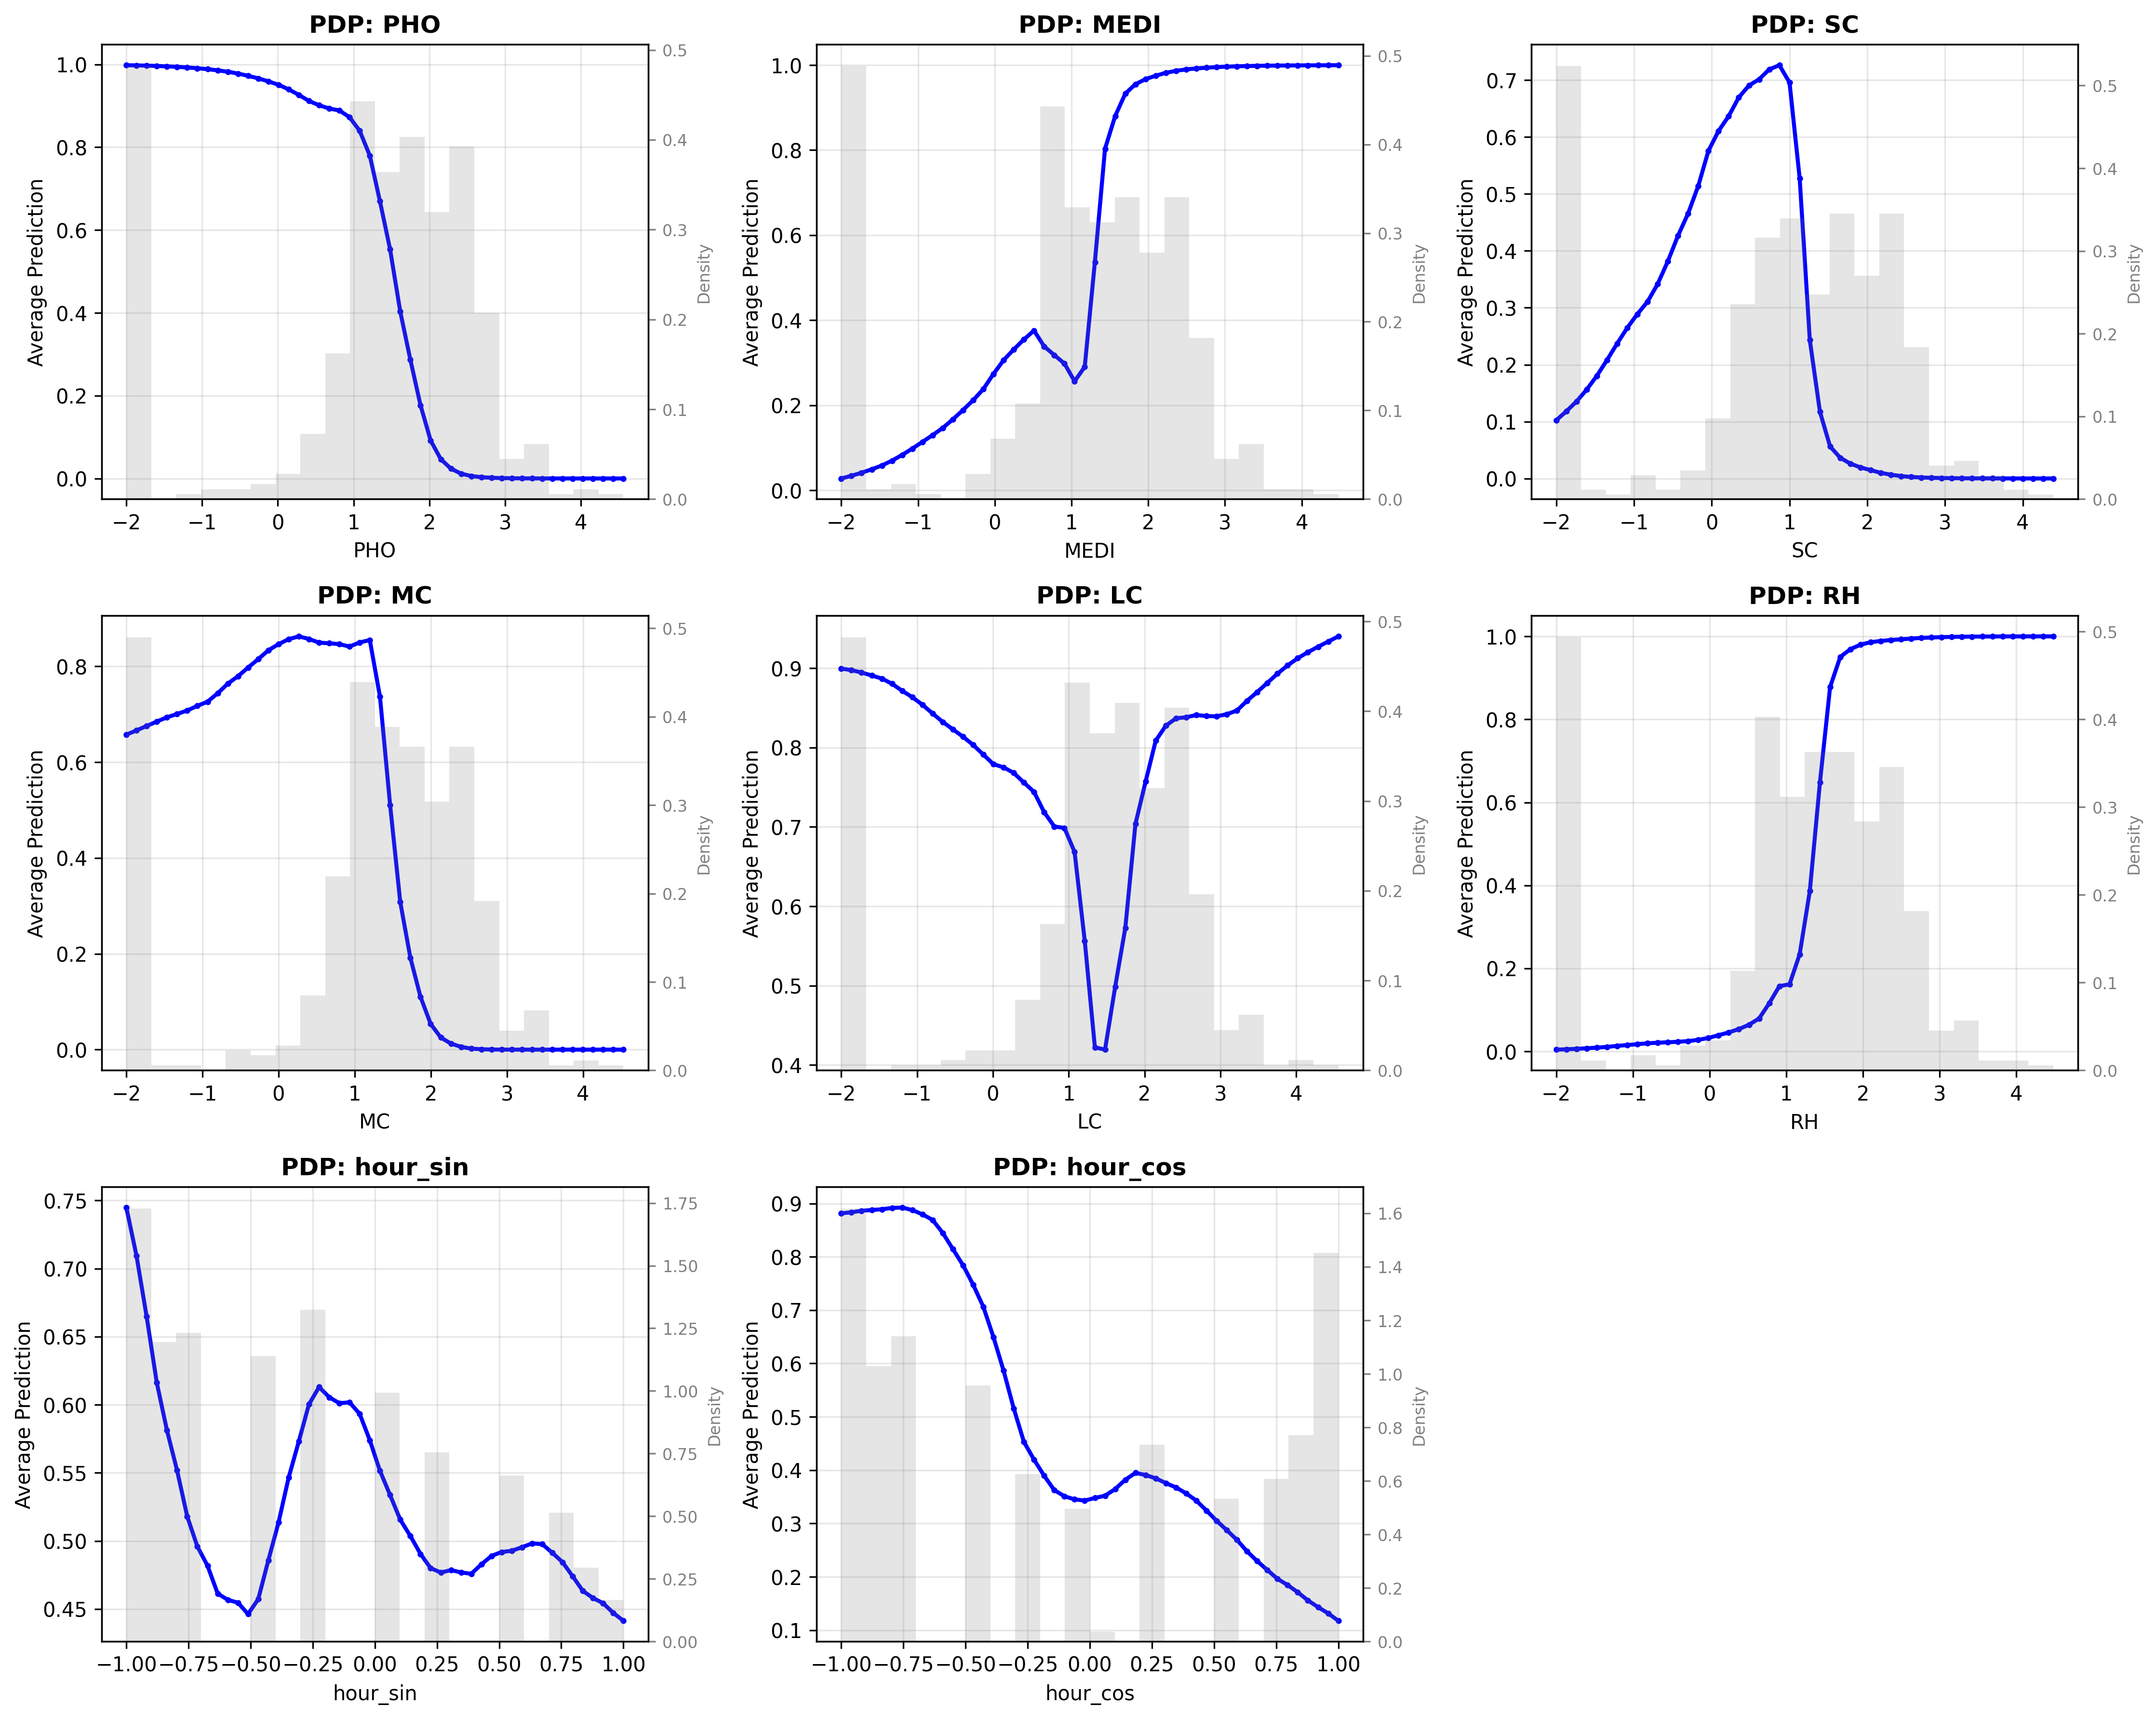 PDP: PHO
Average Prediction
1.0
0.8
0.6
0.4
0.2
0.0
0.5
0.4
0.3
0.2
0.1
0.0
Density
−2 −1 0 1 2 3 4
PHO
PDP: MEDI
Average Prediction
1.0
0.8
0.6
0.4
0.2
0.0
0.5
0.4
0.3
0.2
0.1
0.0
Density
−2 −1 0 1 2 3 4
MEDI
PDP: SC
Average Prediction
0.7
0.6
0.5
0.4
0.3
0.2
0.1
0.0
0.5
0.4
0.3
0.2
0.1
0.0
Density
−2 −1 0 1 2 3 4
SC
PDP: MC
Average Prediction
0.8
0.6
0.4
0.2
0.0
0.5
0.4
0.3
0.2
0.1
0.0
Density
−2 −1 0 1 2 3 4
MC
PDP: LC
Average Prediction
0.9
0.8
0.7
0.6
0.5
0.4
0.5
0.4
0.3
0.2
0.1
0.0
Density
−2 −1 0 1 2 3 4
LC
PDP: RH
Average Prediction
1.0
0.8
0.6
0.4
0.2
0.0
0.5
0.4
0.3
0.2
0.1
0.0
Density
−2 −1 0 1 2 3 4
RH
PDP: hour_sin
Average Prediction
0.75
0.70
0.65
0.60
0.55
0.50
0.45
1.75
1.50
1.25
1.00
0.75
0.50
0.25
0.00
Density
−1.00 −0.75 −0.50 −0.25 0.00 0.25 0.50 0.75 1.00
hour_sin
PDP: hour_cos
Average Prediction
0.9
0.8
0.7
0.6
0.5
0.4
0.3
0.2
0.1
1.6
1.4
1.2
1.0
0.8
0.6
0.4
0.2
0.0
Density
−1.00 −0.75 −0.50 −0.25 0.00 0.25 0.50 0.75 1.00
hour_cos